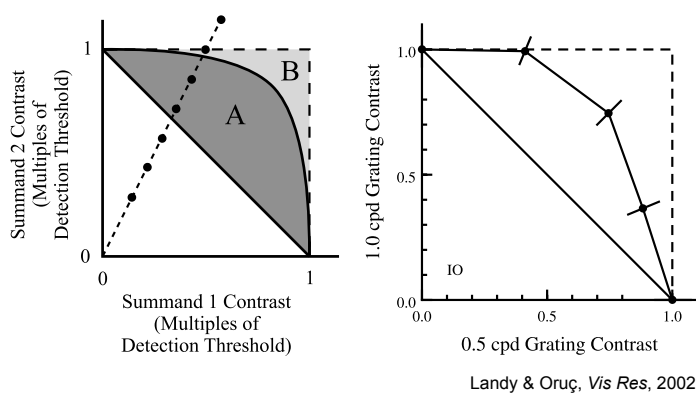 Summand 2 Contrast
(Multiples of
Detection Threshold)
1
0
B
A
0
1
Summand 1 Contrast
(Multiples of
Detection Threshold)
1.0 cpd Grating Contrast
1.0
0.5
0.0
IO
0.0
0.5
1.0
0.5 cpd Grating Contrast
Landy & Oruç, Vis Res, 2002